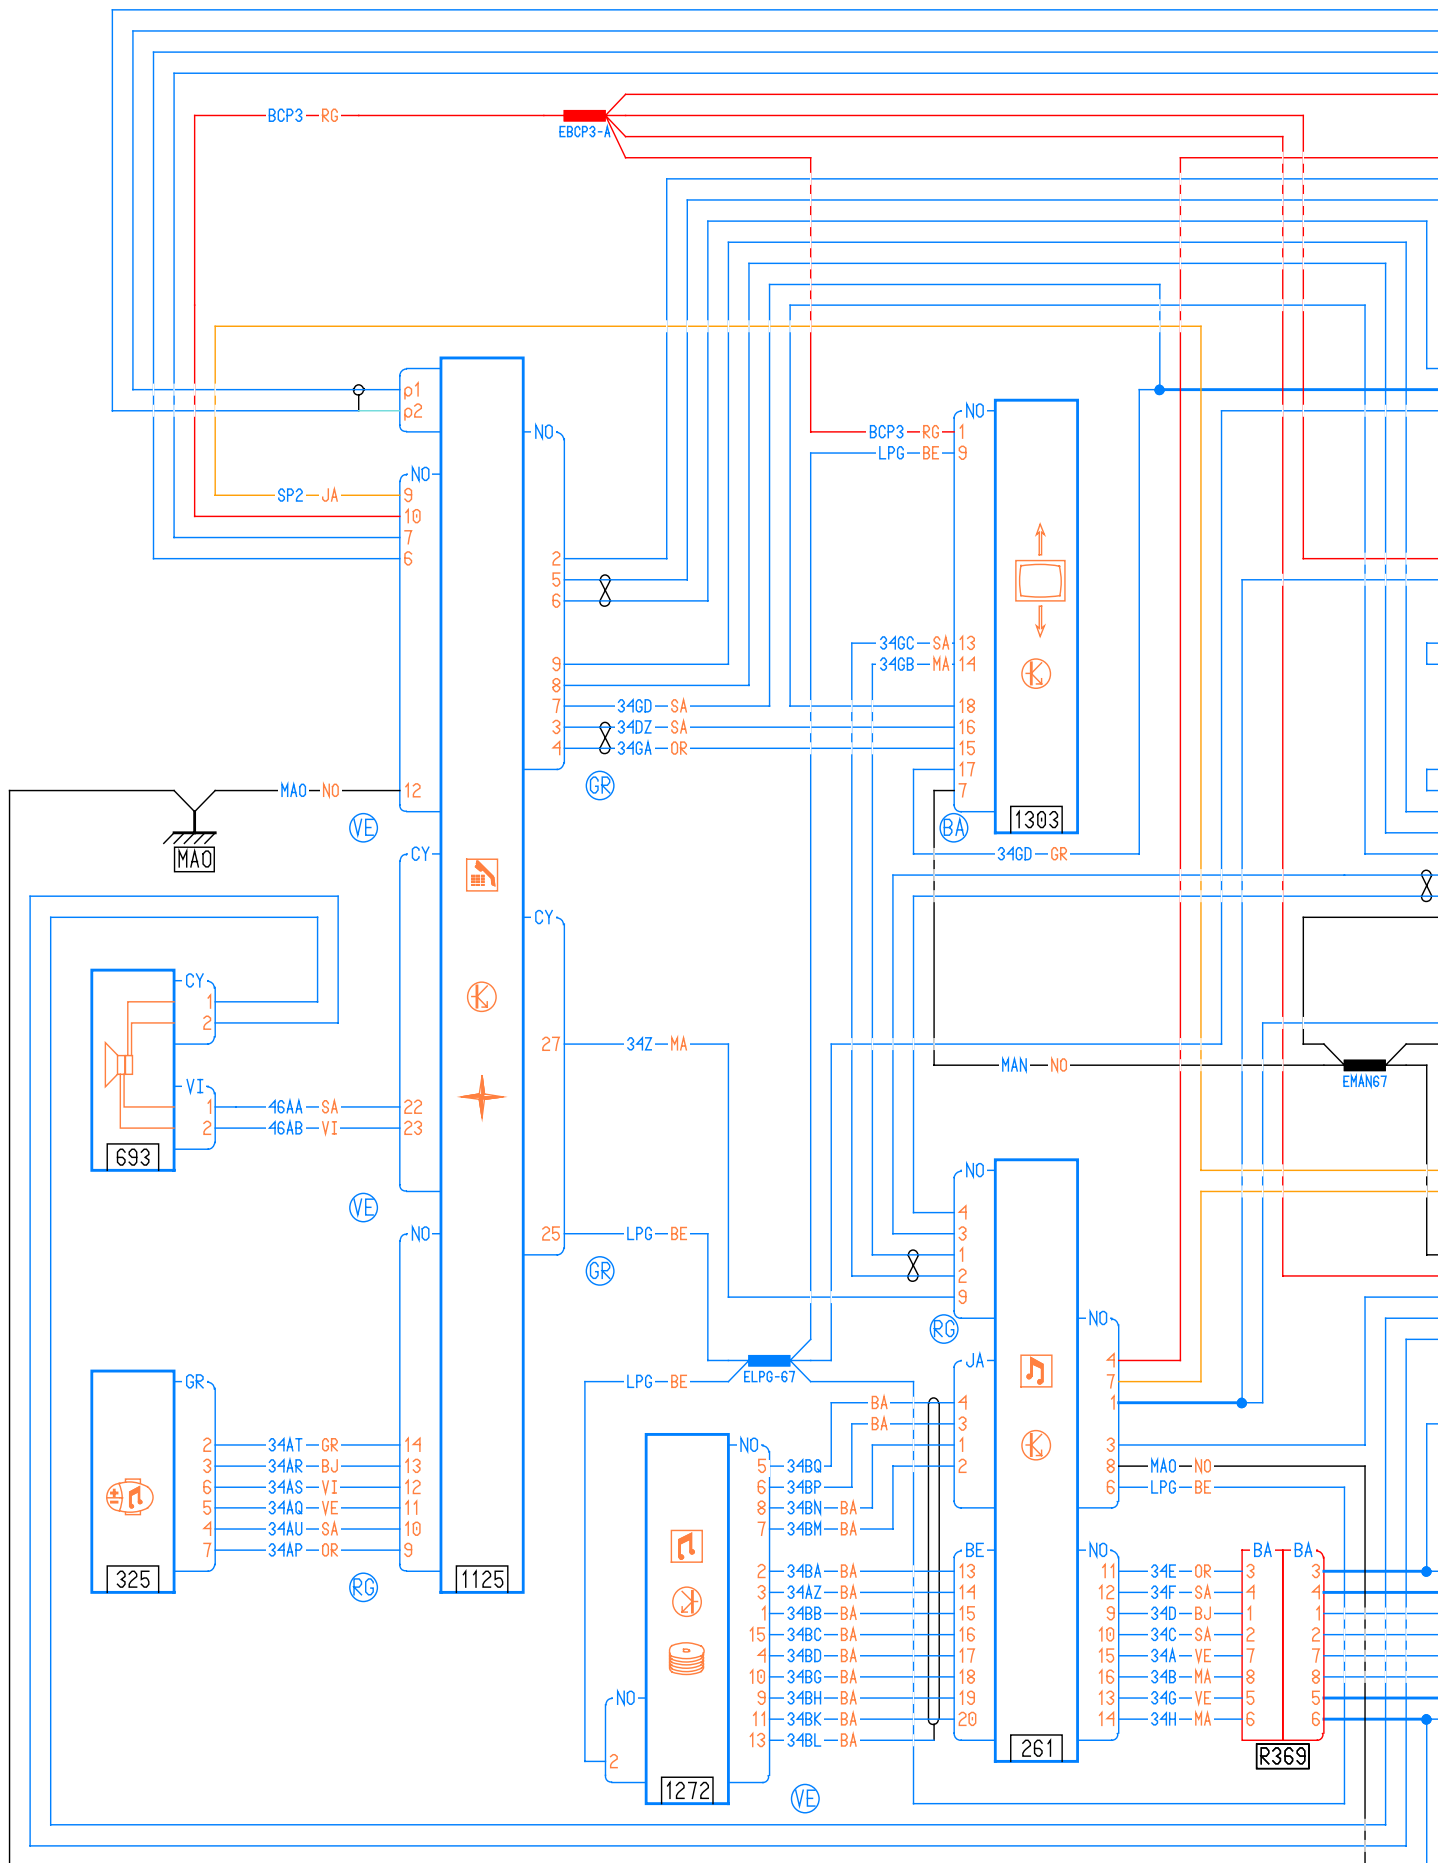 BCP3 RG
EBCP3-A
p1
p2
NO
NO
BCP3 RG 1
LPG BE 9
NO
SP2 JA 9
10
7
6
2
5
6
34GC SA 13
34GB MA 14
9
8
7 34GD SA
18
3 34DZ SA
16
4 34GA OR
15
17
MAO NO 12
GR
7
1303
VE
BA
MAO
CY
34GD GR
CY
CY
1
2
27 34Z MA
MAN NO
EMAN67
VI
1 46AA SA 22
2 46AB VI 23
693
NO
VE
4
NO
25 LPG BE
3
1
GR
2
9
RG
NO
JA
4
ELPG-67
GR
LPG BE
7
BA 4
1
BA 3
2 34AT GR 14
NO
1
3
3 34AR BJ 13
5 34BQ
2
8 MAO NO
6 34AS VI 12
6 34BP
6 LPG BE
5 34AQ VE 11
8 34BN BA
4 34AU SA 10
7 34BM BA
7 34AP OR 9
BE
NO
BA BA
325
RG
1125
2 34BA BA 13
11 34E OR 3 3
3 34AZ BA 14
12 34F SA 4 4
1 34BB BA 15
9 34D BJ 1 1
15 34BC BA 16
10 34C SA 2 2
4 34BD BA 17
15 34A VE 7 7
10 34BG BA 18
16 34B MA 8 8
NO
9 34BH BA 19
13 34G VE 5 5
11 34BK BA 20
14 34H MA 6 6
13 34BL BA
261
R369
2
1272
VE